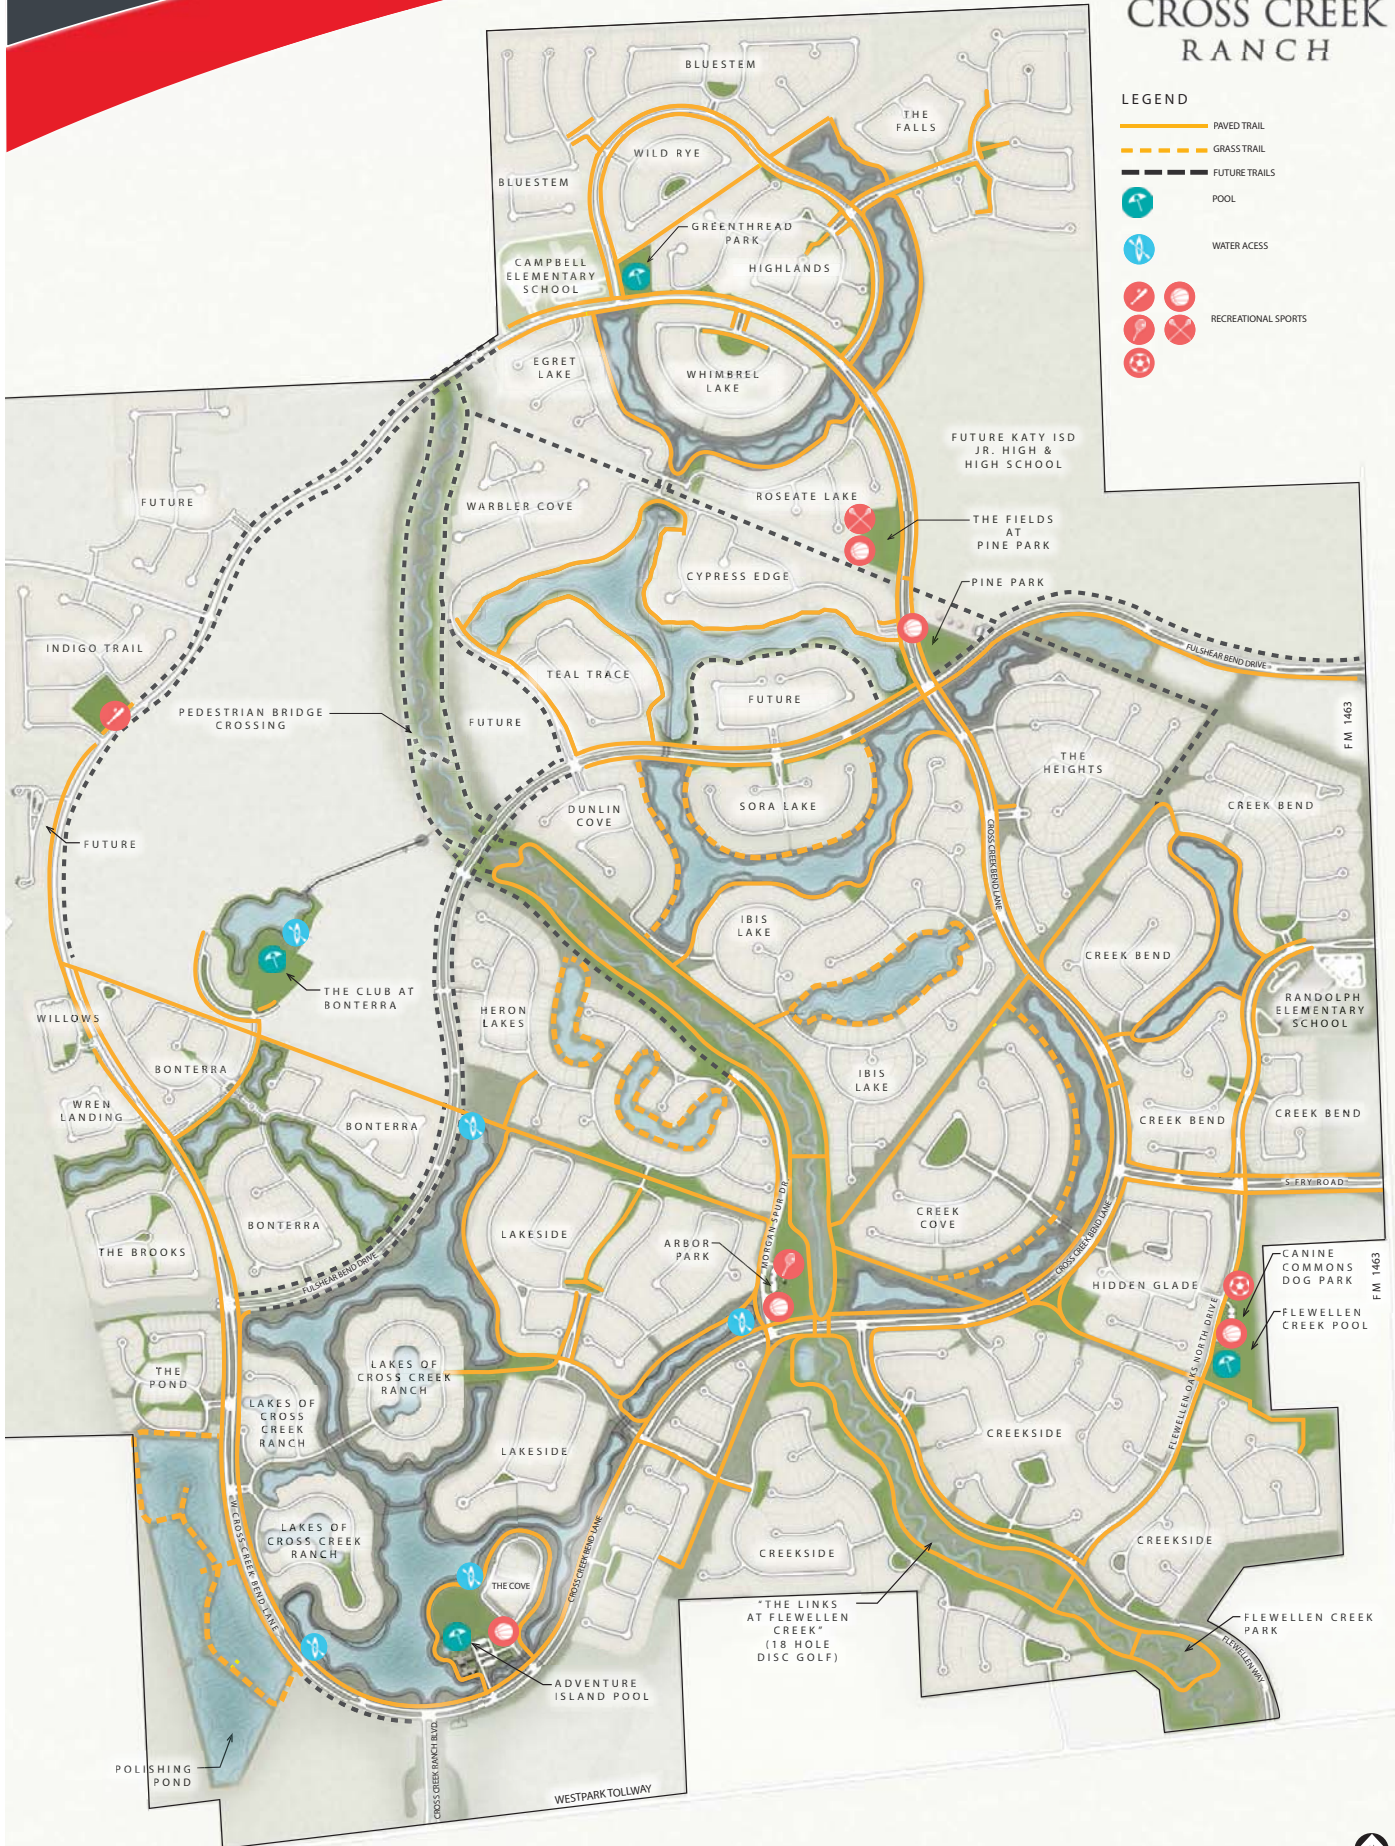 CROSS CREEK
RANCH
LEGEND
PAVED TRAIL
GRASS TRAIL
FUTURE TRAILS
POOL
WATER ACESS
RECREATIONAL SPORTS
BLUESTEM
THE
FALLS
WILD RYE
BLUESTEM
GREENTHREAD
PARK
CAMPBELL
ELEMENTARY
SCHOOL
HIGHLANDS
EGRET
LAKE
WHIMBREL
LAKE
FUTURE KATY ISD
JR. HIGH &
HIGH SCHOOL
FUTURE
WARBLER COVE
ROSEATE LAKE
THE FIELDS
AT
PINE PARK
CYPRESS EDGE
PINE PARK
INDIGO TRAIL
TEAL TRACE
FULSHEAR BEND DRIVE
FUTURE
PEDESTRIAN BRIDGE
CROSSING
FUTURE
FM 1463
THE
HEIGHTS
DUNLIN
COVE
SORA LAKE
CREEK BEND
FUTURE
CROSS CREEK BEND LANE
IBIS
LAKE
CREEK BEND
THE CLUB AT
BONTERRA
HERON
LAKES
RANDOLPH
ELEMENTARY
SCHOOL
WILLOWS
BONTERRA
IBIS
LAKE
WREN
LANDING
BONTERRA
CREEK BEND
CREEK BEND
S FRY ROAD
MORGAN SPUR DR
CREEK
COVE
BONTERRA
LAKESIDE
ARBOR
PARK
THE BROOKS
FULSHEAR BEND DRIVE
CROSS CREEK BEND LANE
HIDDEN GLADE
CANINE
COMMONS
DOG PARK
FM 1463
FLEWELLEN
CREEK POOL
FLEWELLEN OAKS NORTH DRIVE
THE
POND
LAKES OF
CROSS CREEK
RANCH
LAKES OF
CROSS
CREEK
RANCH
LAKESIDE
CREEKSIDE
W CROSS CREEK BEND LANE
LAKES OF
CROSS CREEK
RANCH
CROSS CREEK BEND LANE
CREEKSIDE
CREEKSIDE
THE COVE
"THE LINKS
AT FLEWELLEN
CREEK"
(18 HOLE
DISC GOLF)
FLEWELLEN CREEK
PARK
FLEWELLEN WAY
ADVENTURE
ISLAND POOL
POLISHING
POND
CROSS CREEK RANCH BLVD
WESTPARK TOLLWAY